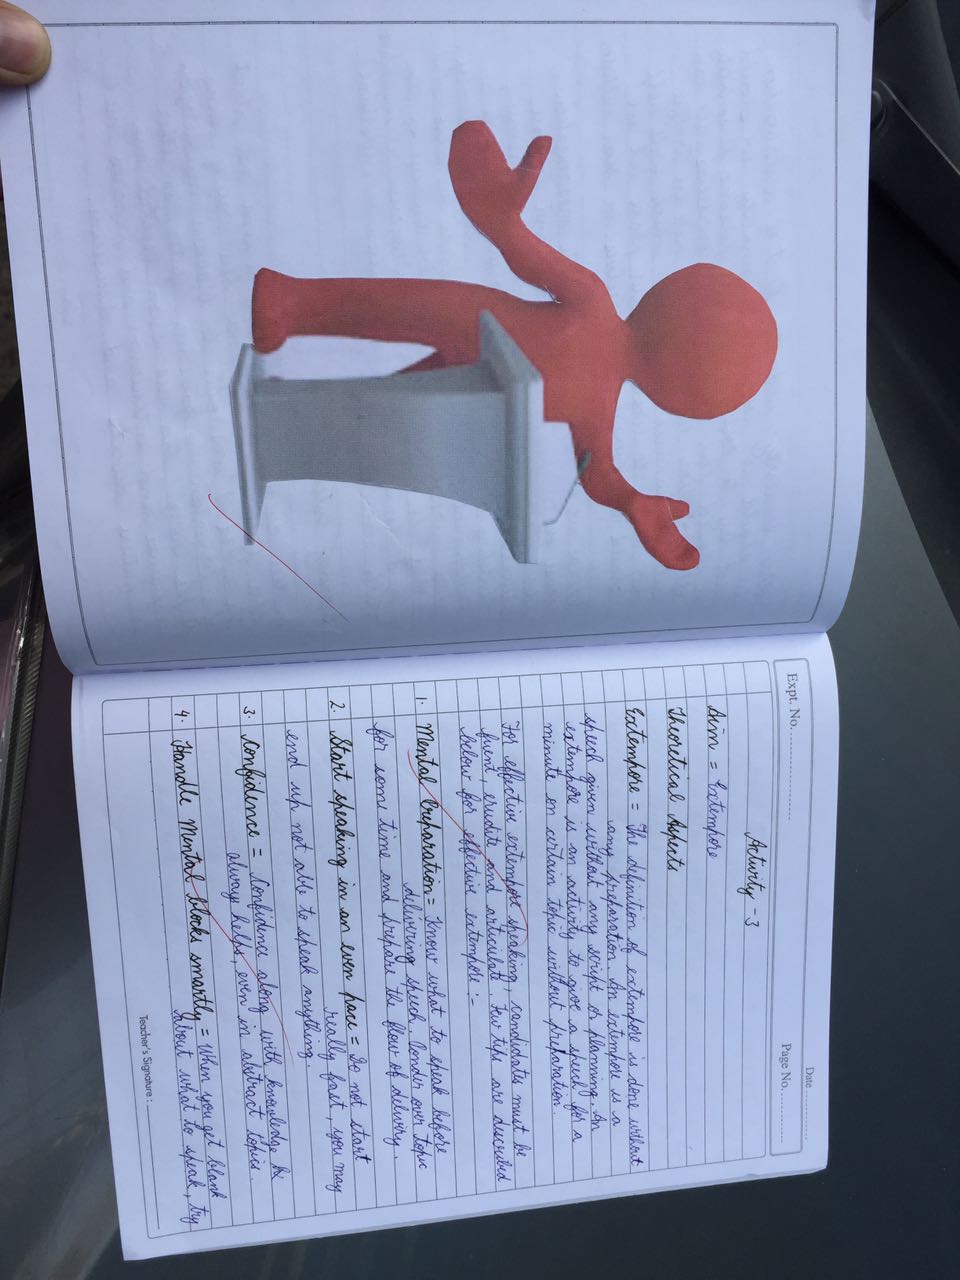 Date
Expt. No.
Page No.
Activity - 3
Aim = Extempore
Theoretical Aspects
Extempore = The definition of extempore is done without
any preparation. An extempore is a
speech given without any script or planning. An
extempore is an activity to give a speech for a
minute on certain topic without preparation.
For effective extempore speaking, candidates must be
fuent, erudite and articulate. Few tips are described
below for effective extempore :-
1. Mental Preparation = Know what to speak before
delivering speech. Ponder over topic
for some time and prepare the flow of delivery.
2. Start speaking in an even pace = Do not start
really fast, you may
end up not able to speak anything.
3. Confidence = Confidence along with knowledge
always helps, even in abstract topics.
4. Handle Mental blocks smartly = When you get blank
about what to speak, try
Teacher's Signature :